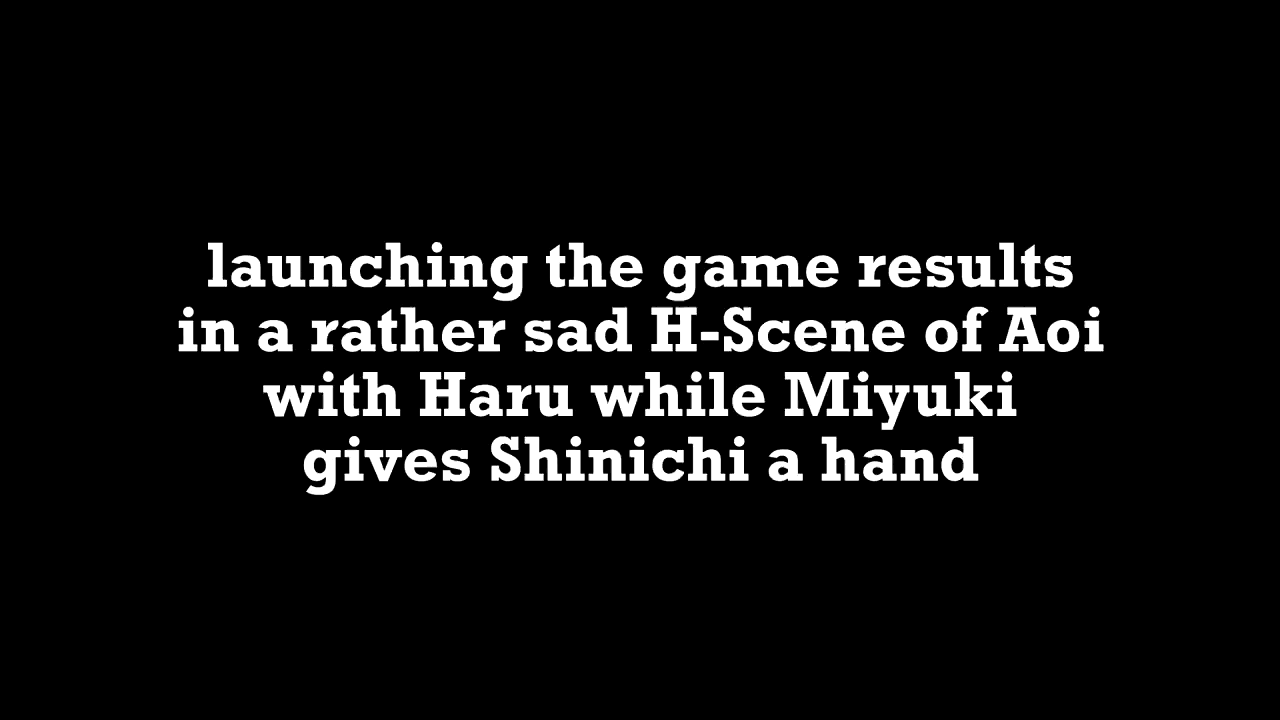 launching the game results
in a rather sad H-Scene of Aoi
with Haru while Miyuki
gives Shinichi a hand